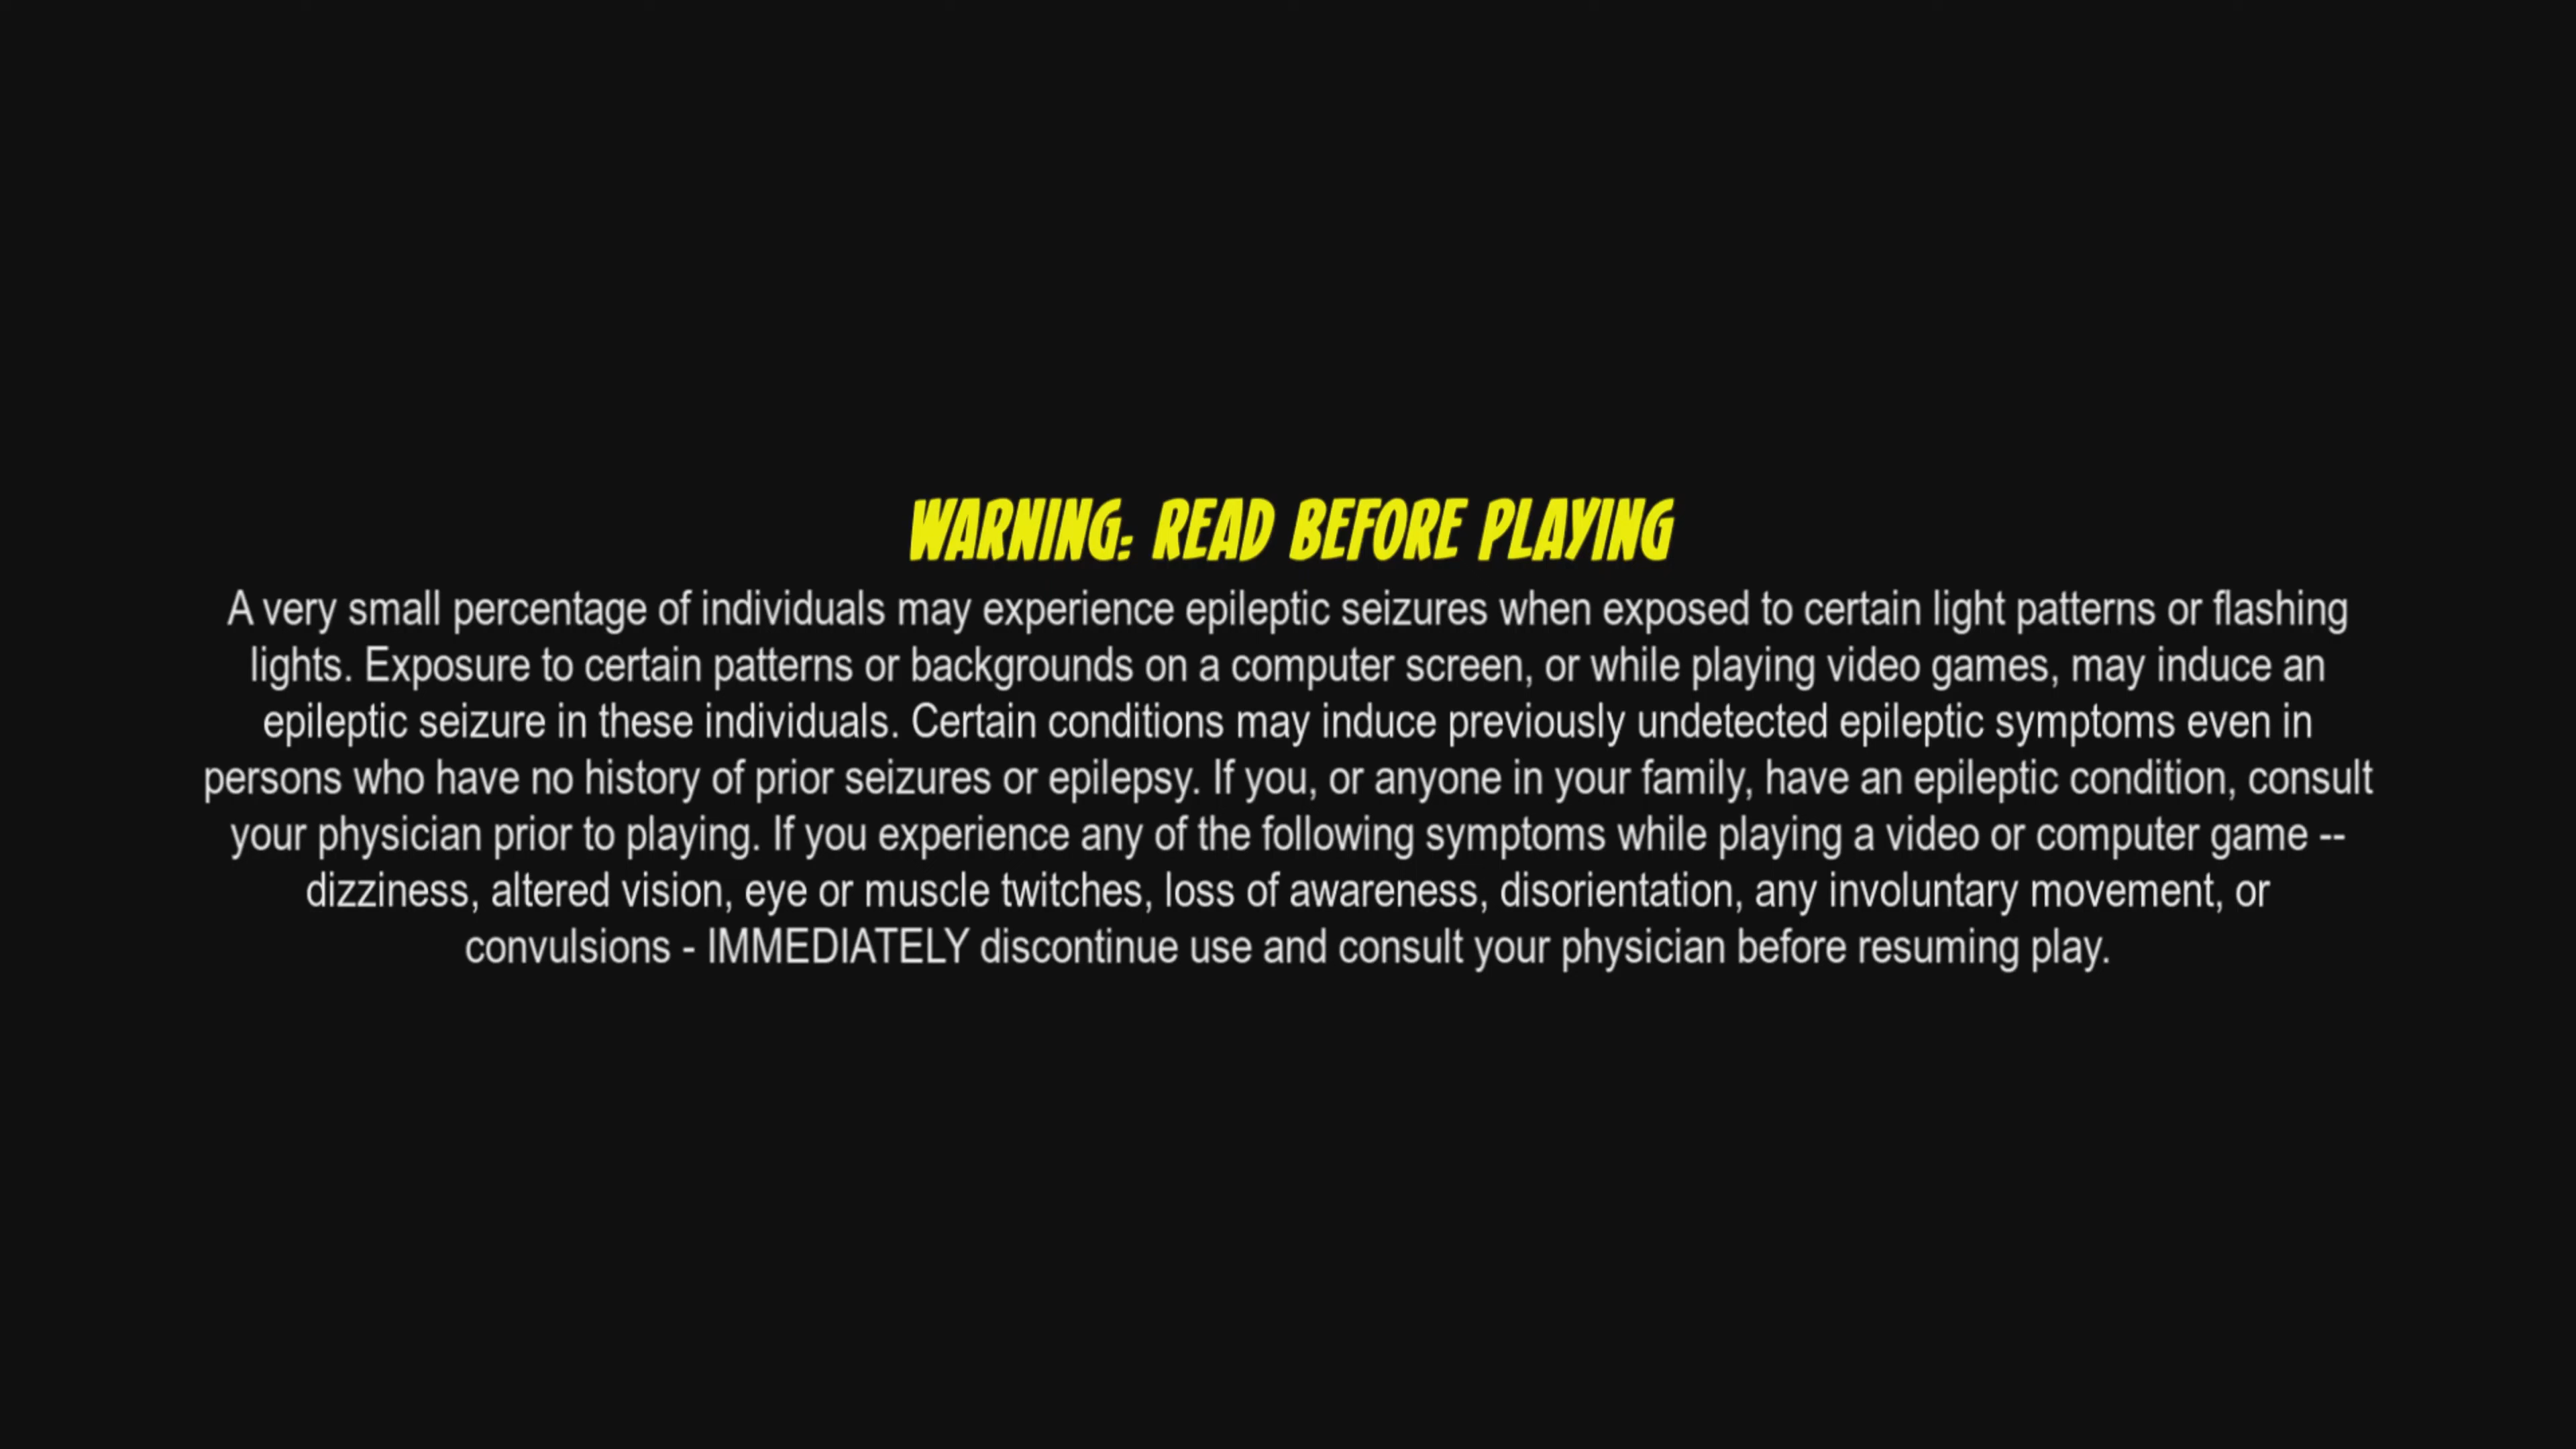 WARNING: READ BEFORE PLAYING
A very small percentage of individuals may experience epileptic seizures when exposed to certain light patterns or flashing
lights. Exposure to certain patterns or backgrounds on a computer screen, or while playing video games, may induce an
epileptic seizure in these individuals. Certain conditions may induce previously undetected epileptic symptoms even in
persons who have no history of prior seizures or epilepsy. If you, or anyone in your family, have an epileptic condition, consult
your physician prior to playing. If you experience any of the following symptoms while playing a video or computer game --
dizziness, altered vision, eye or muscle twitches, loss of awareness, disorientation, any involuntary movement, or
convulsions - IMMEDIATELY discontinue use and consult your physician before resuming play.